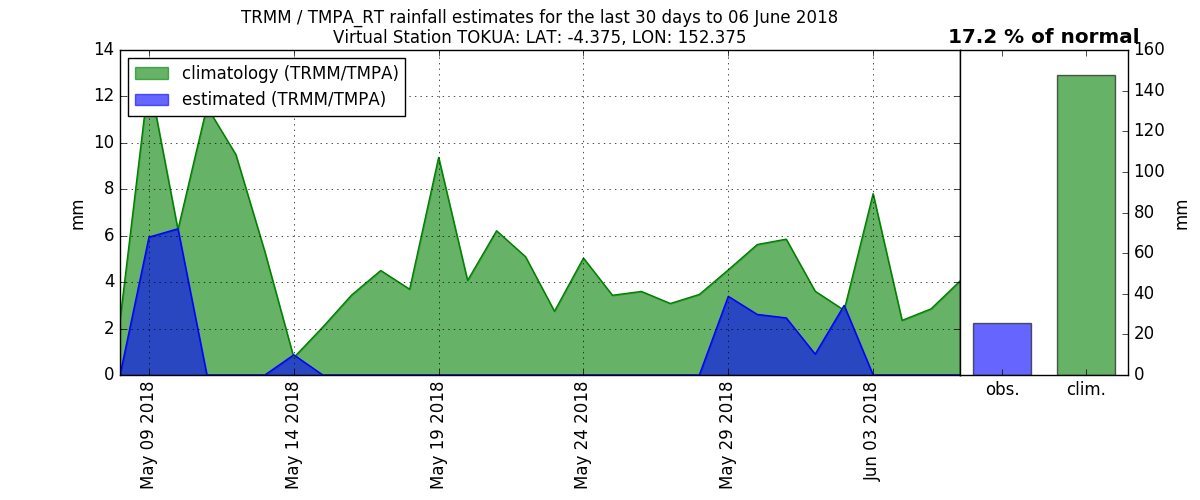 TRMM / TMPA_RT rainfall estimates for the last 30 days to 06 June 2018
Virtual Station TOKUA: LAT: -4.375, LON: 152.375
17.2 % of normal
climatology (TRMM/TMPA)
estimated (TRMM/TMPA)
14
12
10
8
6
4
2
0
mm
May 09 2018
May 14 2018
May 19 2018
May 24 2018
May 29 2018
Jun 03 2018
160
140
120
100
80
60
40
20
0
mm
obs.
clim.